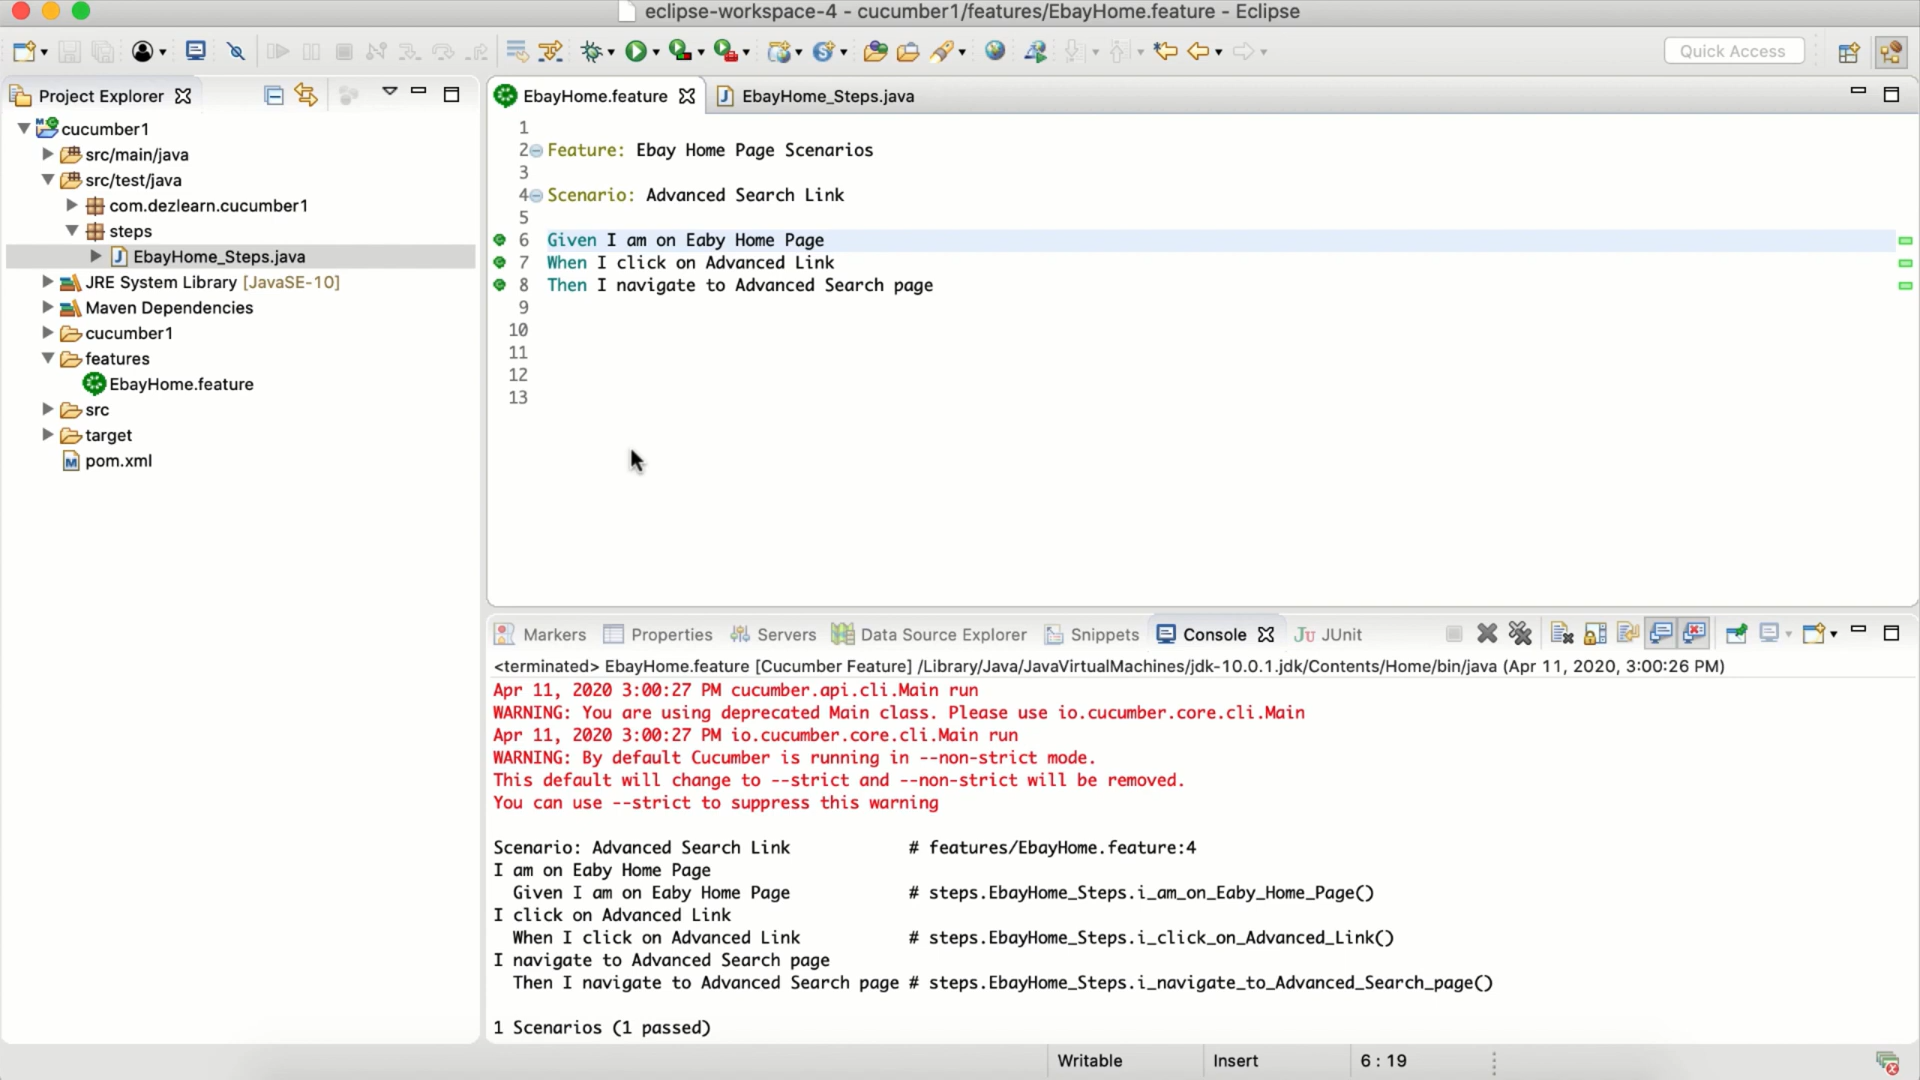 eclipse-workspace-4 - cucumber1/features/EbayHome.feature - Eclipse
Quick Access
Project Explorer
cucumber1
src/main/java
src/test/java
com.dezlearn.cucumber1
steps
EbayHome_Steps.java
JRE System Library [JavaSE-10]
Maven Dependencies
cucumber1
features
EbayHome.feature
src
target
pom.xml
EbayHome.feature
EbayHome_Steps.java
1
2 Feature: Ebay Home Page Scenarios
3
4 Scenario: Advanced Search Link
5
6 Given I am on Eaby Home Page
7 When I click on Advanced Link
8 Then I navigate to Advanced Search page
9
10
11
12
13
Markers Properties Servers Data Source Explorer Snippets Console JUnit
<terminated> EbayHome.feature [Cucumber Feature] /Library/Java/JavaVirtualMachines/jdk-10.0.1.jdk/Contents/Home/bin/java (Apr 11, 2020, 3:00:26 PM)
Apr 11, 2020 3:00:27 PM cucumber.api.cli.Main run
WARNING: You are using deprecated Main class. Please use io.cucumber.core.cli.Main
Apr 11, 2020 3:00:27 PM io.cucumber.core.cli.Main run
WARNING: By default Cucumber is running in --non-strict mode.
This default will change to --strict and --non-strict will be removed.
You can use --strict to suppress this warning
Scenario: Advanced Search Link # features/EbayHome.feature:4
I am on Eaby Home Page
Given I am on Eaby Home Page # steps.EbayHome_Steps.i_am_on_Eaby_Home_Page()
I click on Advanced Link
When I click on Advanced Link # steps.EbayHome_Steps.i_click_on_Advanced_Link()
I navigate to Advanced Search page
Then I navigate to Advanced Search page # steps.EbayHome_Steps.i_navigate_to_Advanced_Search_page()
1 Scenarios (1 passed)
Writable Insert 6 : 19